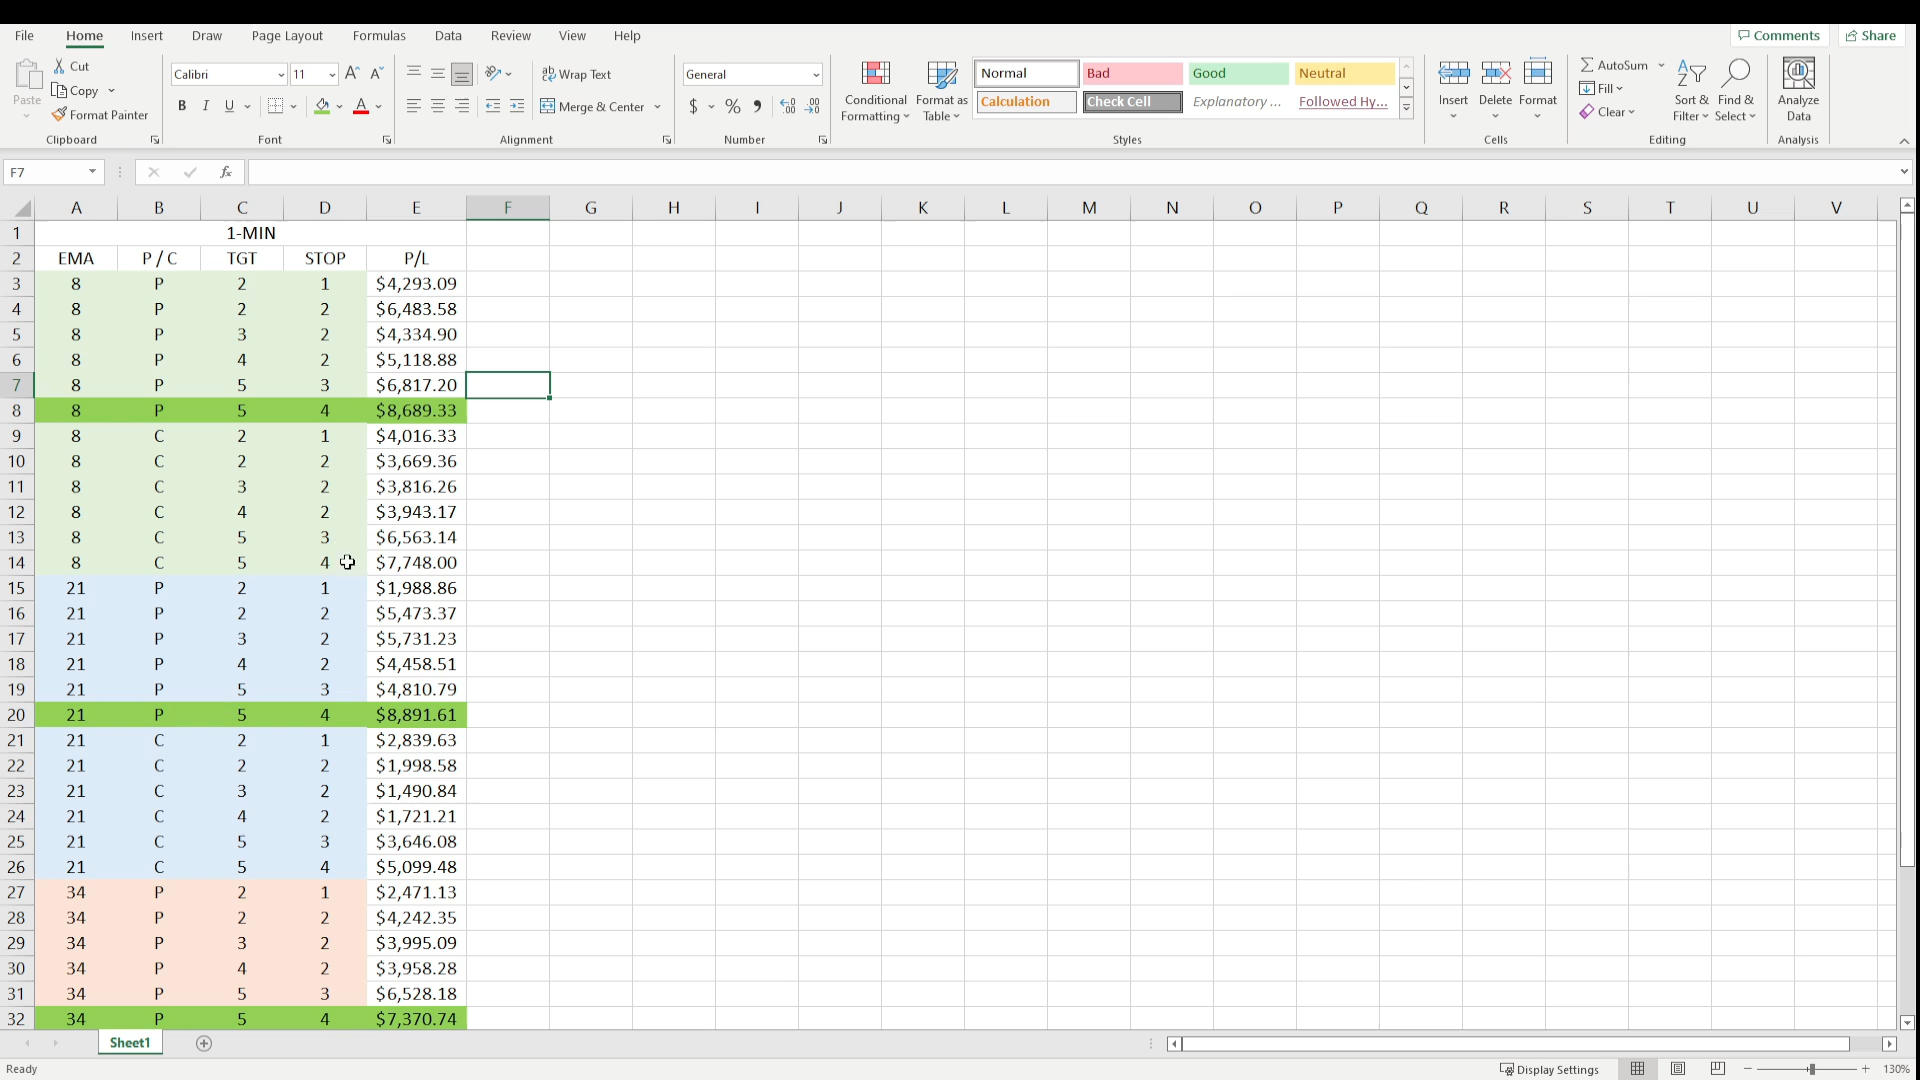 File Home Insert Draw Page Layout Formulas Data Review View Help Comments Share
Paste Cut Copy Format Painter Clipboard
Calibri 11 B I U A Font
Wrap Text Merge & Center Alignment
General $ % Number
Conditional Formatting Format as Table
Normal Bad Good Neutral
Calculation Check Cell Explanatory ... Followed Hy...
Styles
Insert Delete Format Cells
AutoSum Fill Clear Sort & Filter Find & Select Editing
Analyze Data Analysis
F7 fx
A B C D E F G H I J K L M N O P Q R S T U V
1 1-MIN
2 EMA P / C TGT STOP P/L
3 8 P 2 1 $4,293.09
4 8 P 2 2 $6,483.58
5 8 P 3 2 $4,334.90
6 8 P 4 2 $5,118.88
7 8 P 5 3 $6,817.20
8 8 P 5 4 $8,689.33
9 8 C 2 1 $4,016.33
10 8 C 2 2 $3,669.36
11 8 C 3 2 $3,816.26
12 8 C 4 2 $3,943.17
13 8 C 5 3 $6,563.14
14 8 C 5 4 $7,748.00
15 21 P 2 1 $1,988.86
16 21 P 2 2 $5,473.37
17 21 P 3 2 $5,731.23
18 21 P 4 2 $4,458.51
19 21 P 5 3 $4,810.79
20 21 P 5 4 $8,891.61
21 21 C 2 1 $2,839.63
22 21 C 2 2 $1,998.58
23 21 C 3 2 $1,490.84
24 21 C 4 2 $1,721.21
25 21 C 5 3 $3,646.08
26 21 C 5 4 $5,099.48
27 34 P 2 1 $2,471.13
28 34 P 2 2 $4,242.35
29 34 P 3 2 $3,995.09
30 34 P 4 2 $3,958.28
31 34 P 5 3 $6,528.18
32 34 P 5 4 $7,370.74
Sheet1
Ready Display Settings 130%